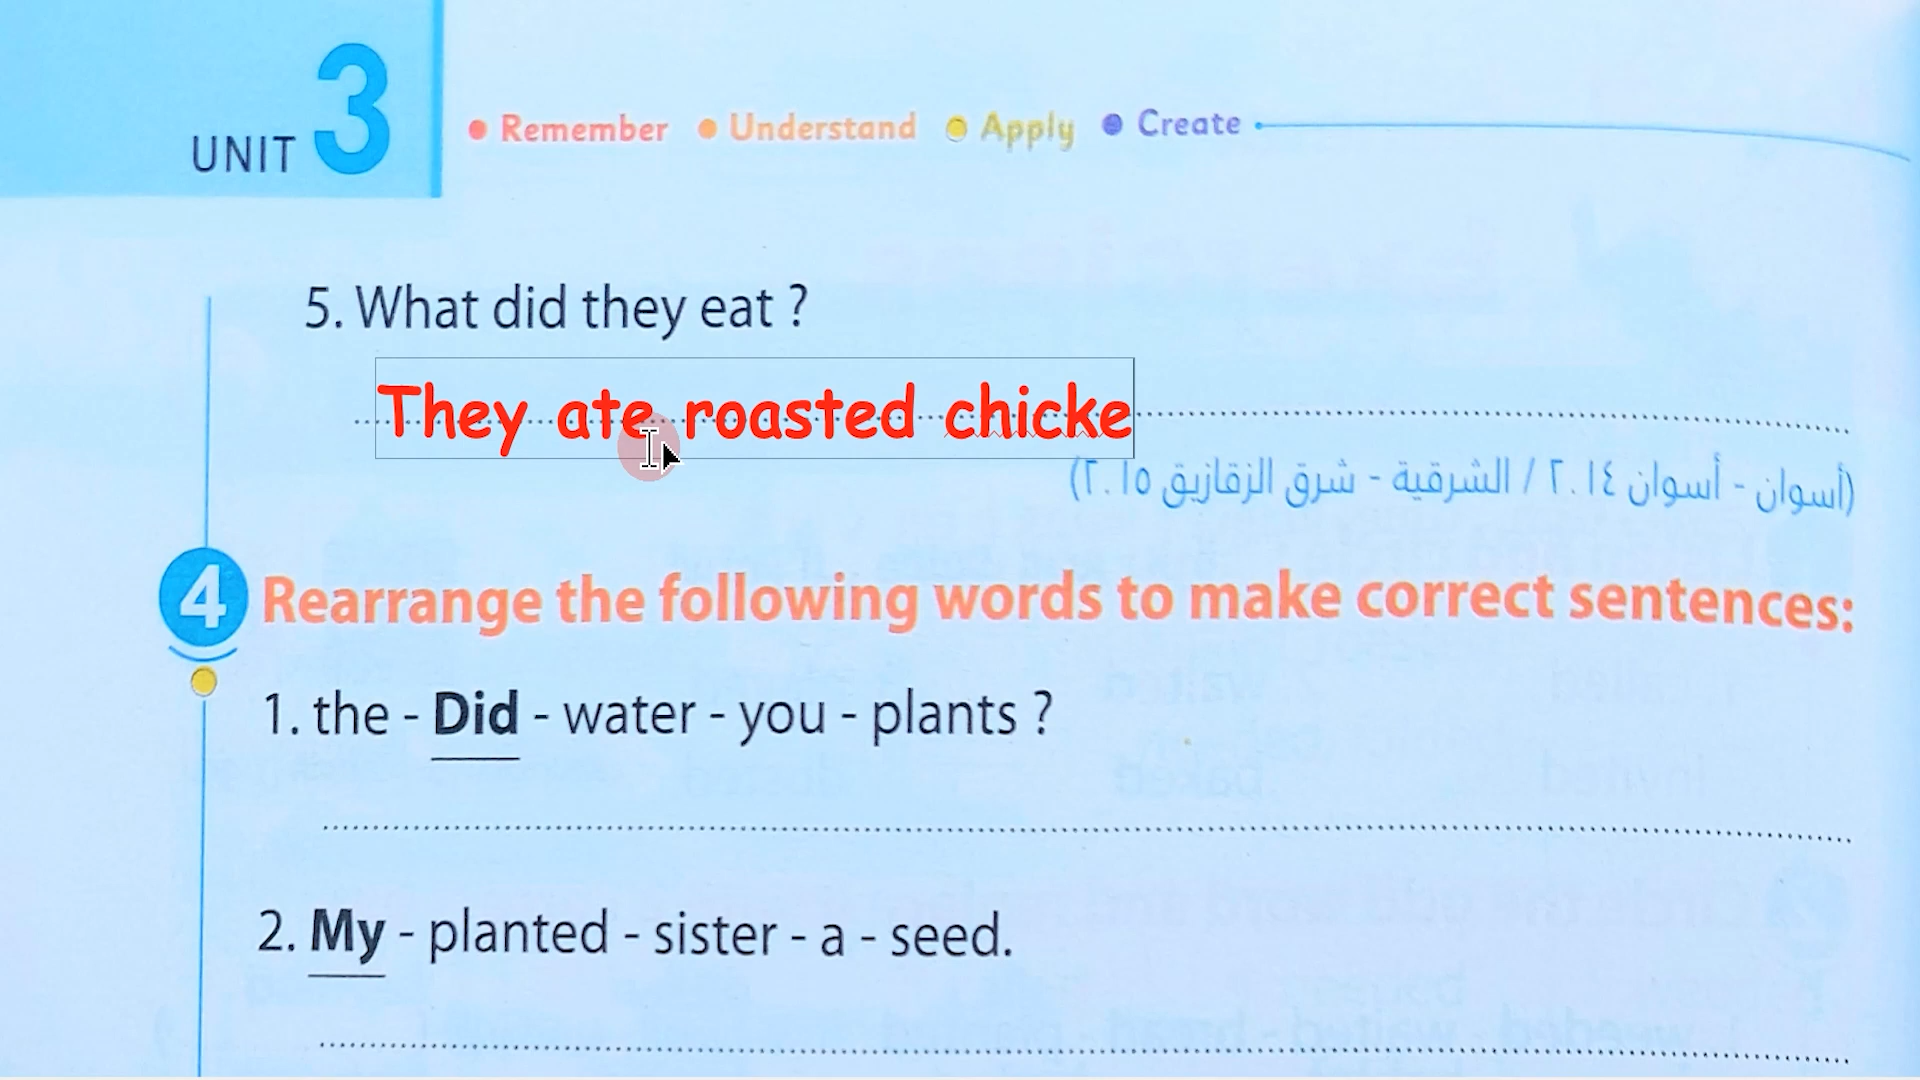 UNIT 3
• Remember • Understand • Apply • Create
5. What did they eat ?
They ate roasted chicke
(أسوان - أسوان ٢٠١٤ / الشرقية - شرق الزقازيق ٢٠١٥)
4 Rearrange the following words to make correct sentences:
1. the - Did - water - you - plants ?
2. My - planted - sister - a - seed.